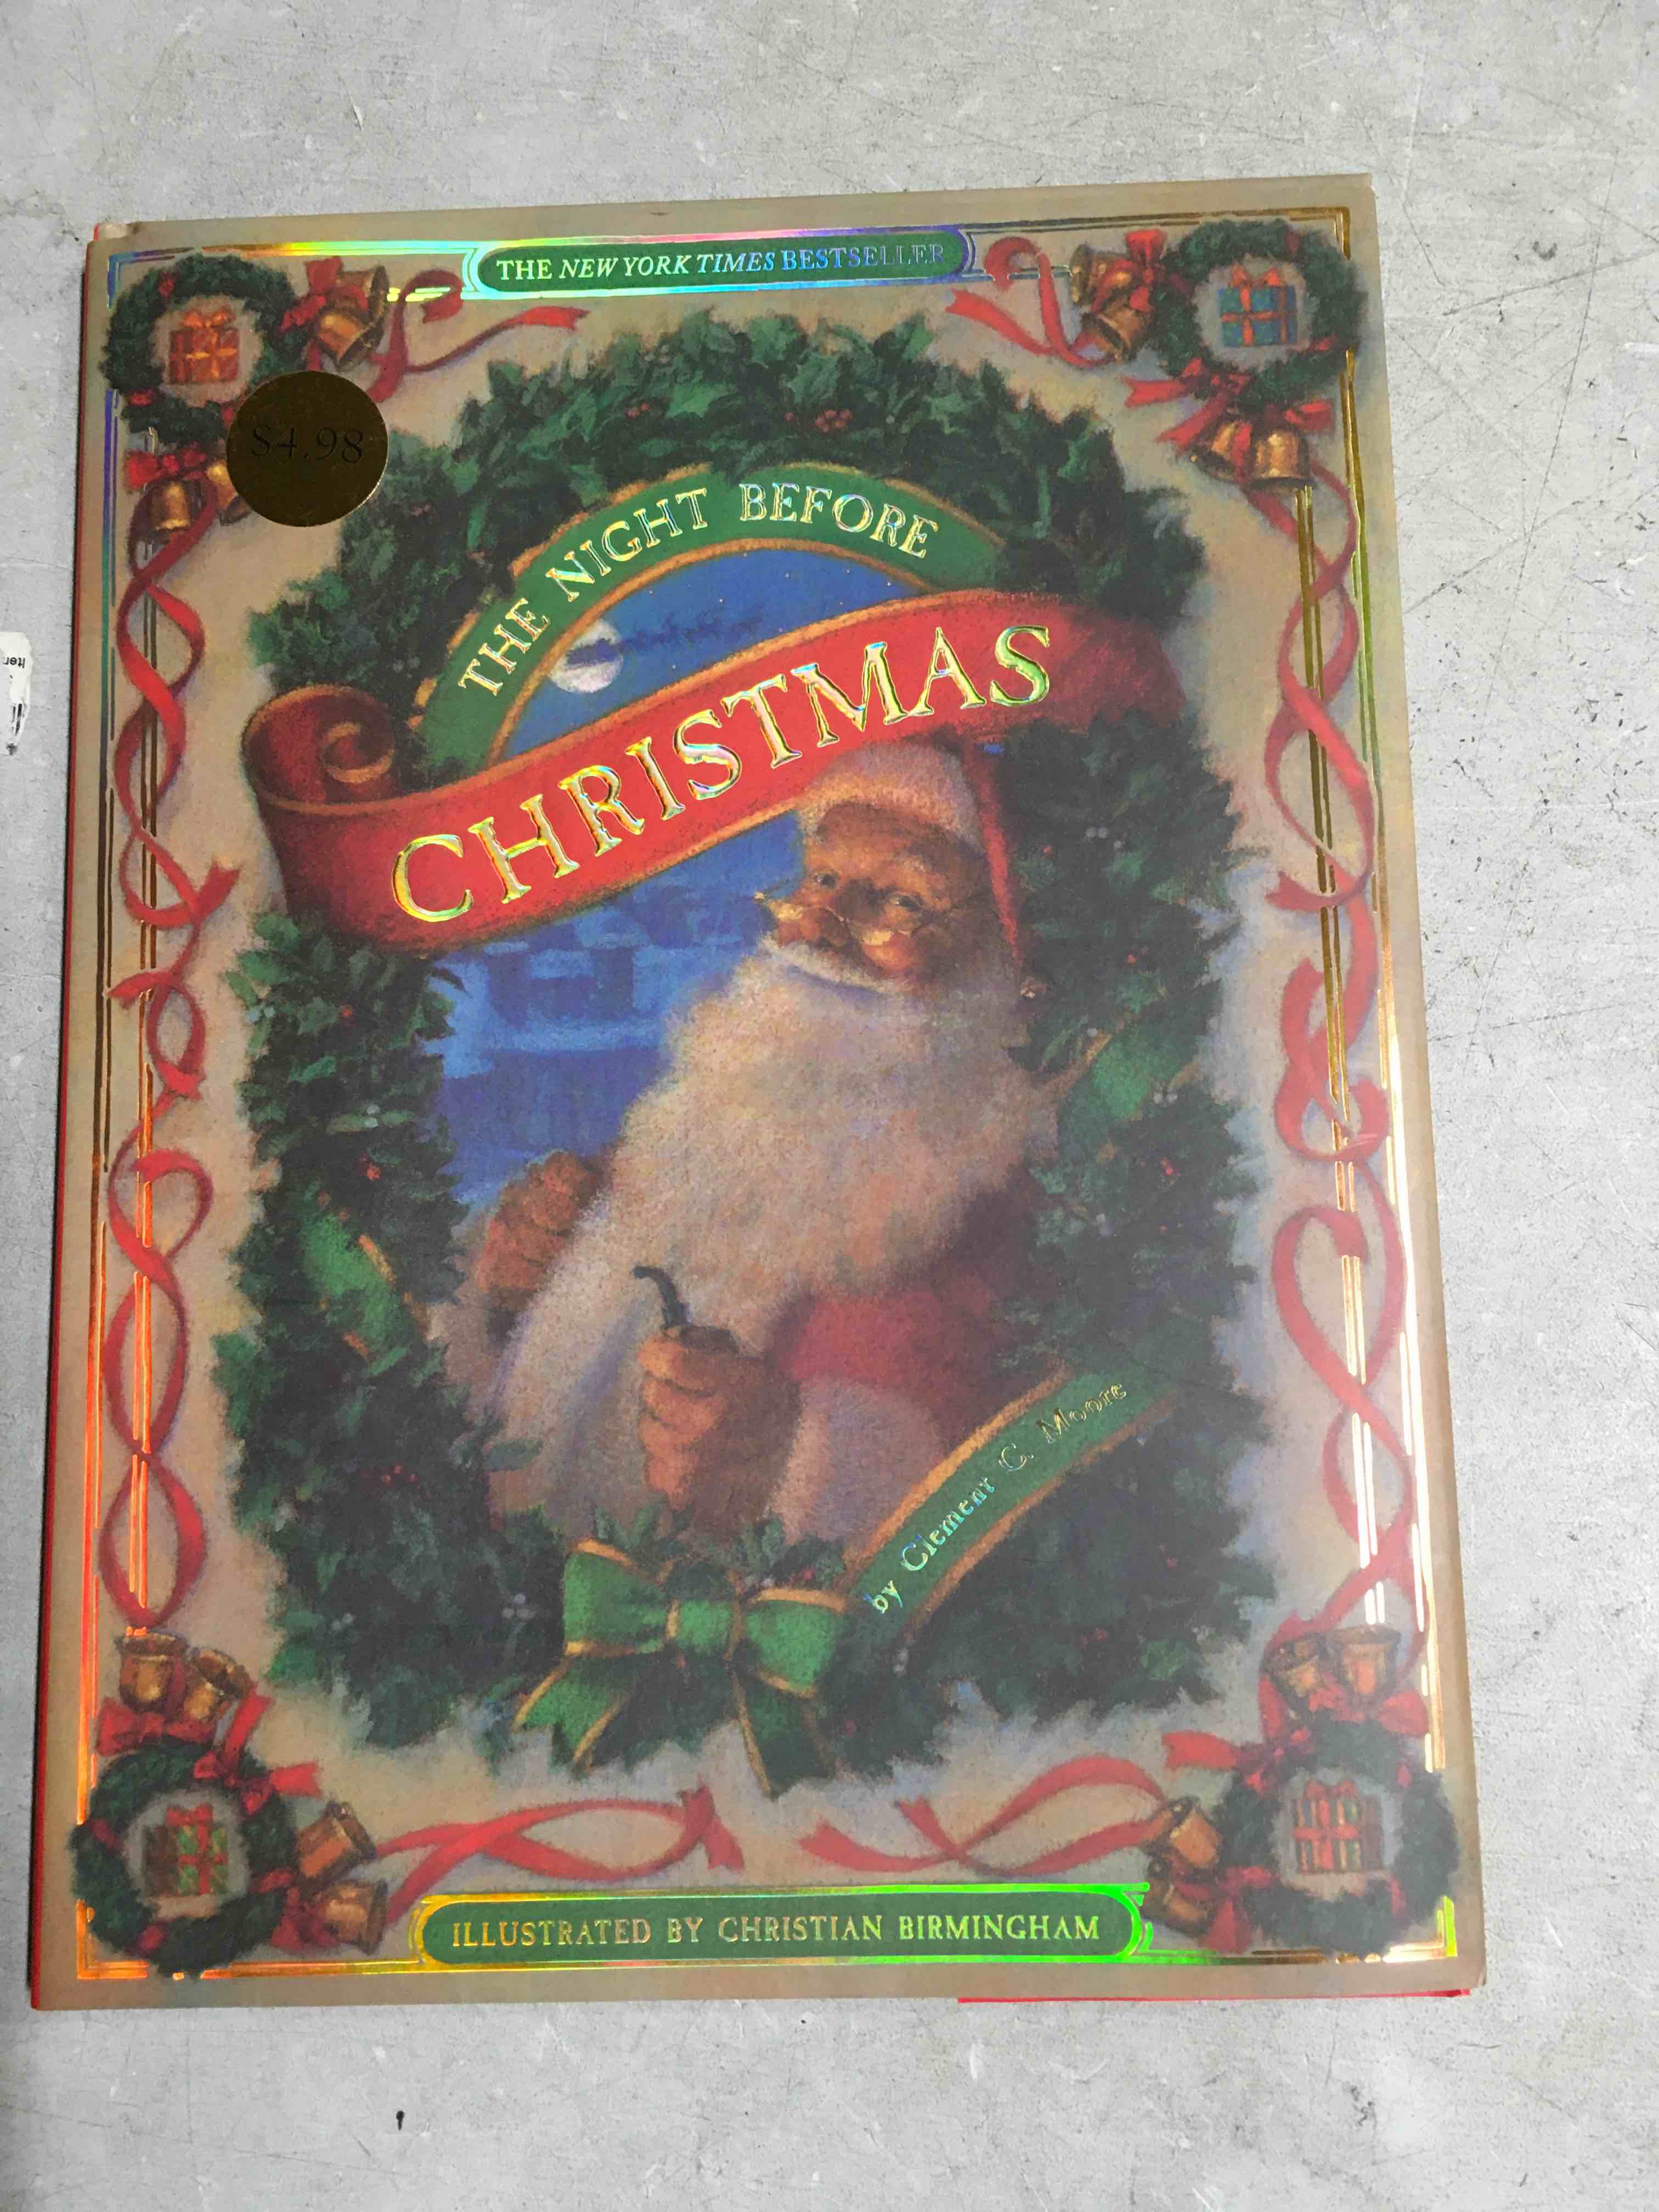 THE NEW YORK TIMES BESTSELLER
$4.98
THE NIGHT BEFORE
CHRISTMAS
by Clement C. Moore
ILLUSTRATED BY CHRISTIAN BIRMINGHAM